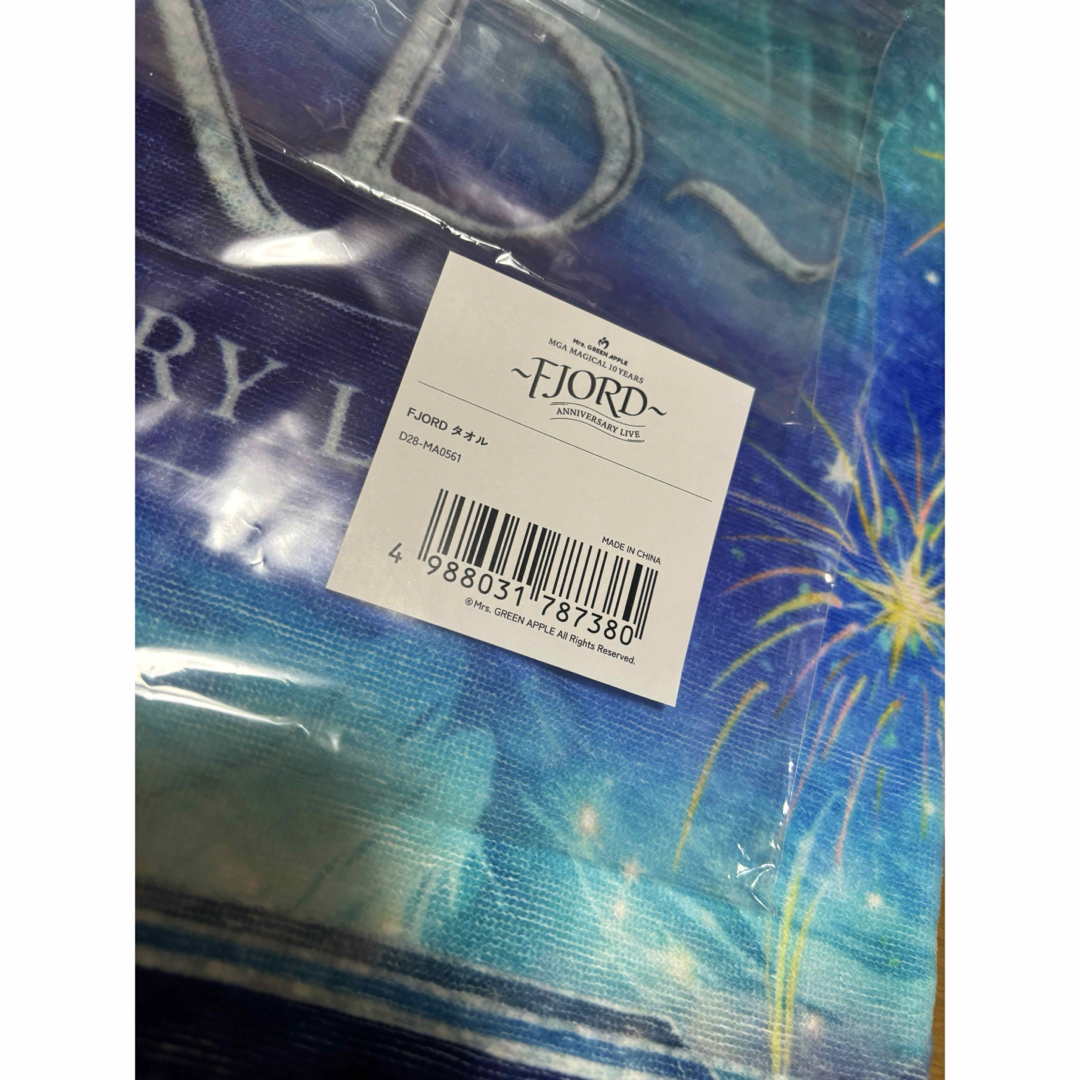 D~
RY L
Mrs. GREEN APPLE
MGA MAGICAL 10 YEARS
~FJORD~
ANNIVERSARY LIVE
FJORD タオル
D28-MA0561
MADE IN CHINA
4 988031 787380
©Mrs. GREEN APPLE All Rights Reserved.